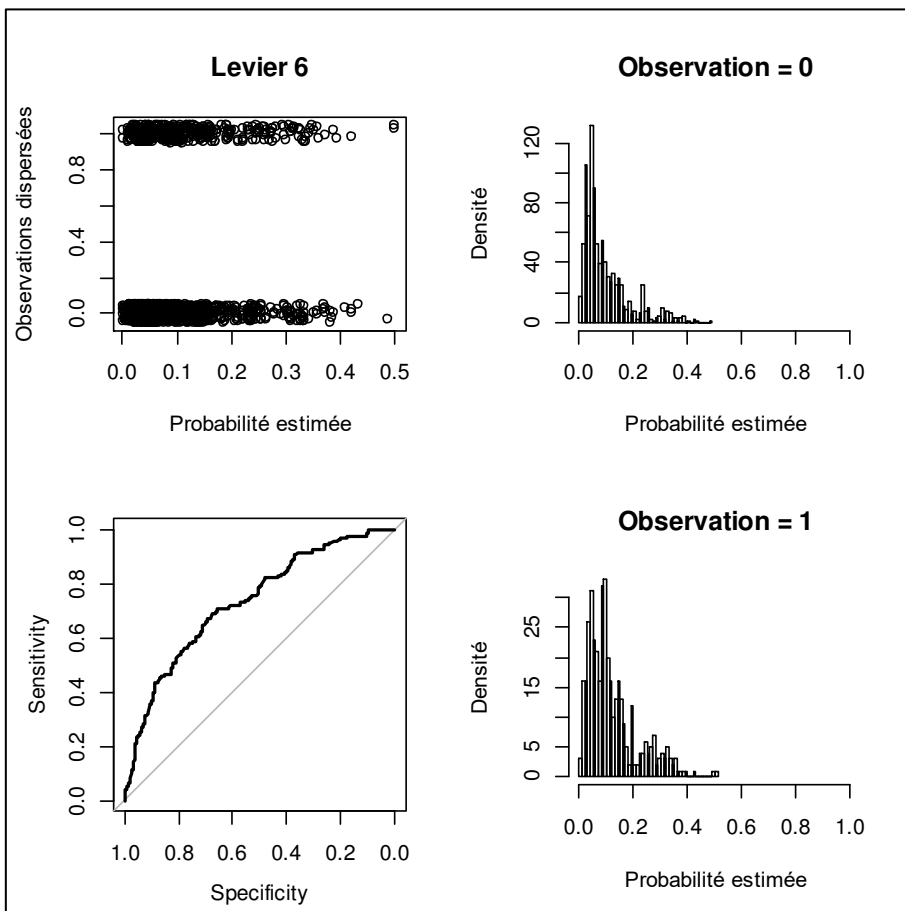 Levier 6
Observations dispersées
0.0 0.4 0.8
0.0 0.1 0.2 0.3 0.4 0.5
Probabilité estimée
Observation = 0
Densité
0 40 80 120
0.0 0.2 0.4 0.6 0.8 1.0
Probabilité estimée
Sensitivity
0.0 0.2 0.4 0.6 0.8 1.0
1.0 0.8 0.6 0.4 0.2 0.0
Specificity
Observation = 1
Densité
0 5 15 25
0.0 0.2 0.4 0.6 0.8 1.0
Probabilité estimée